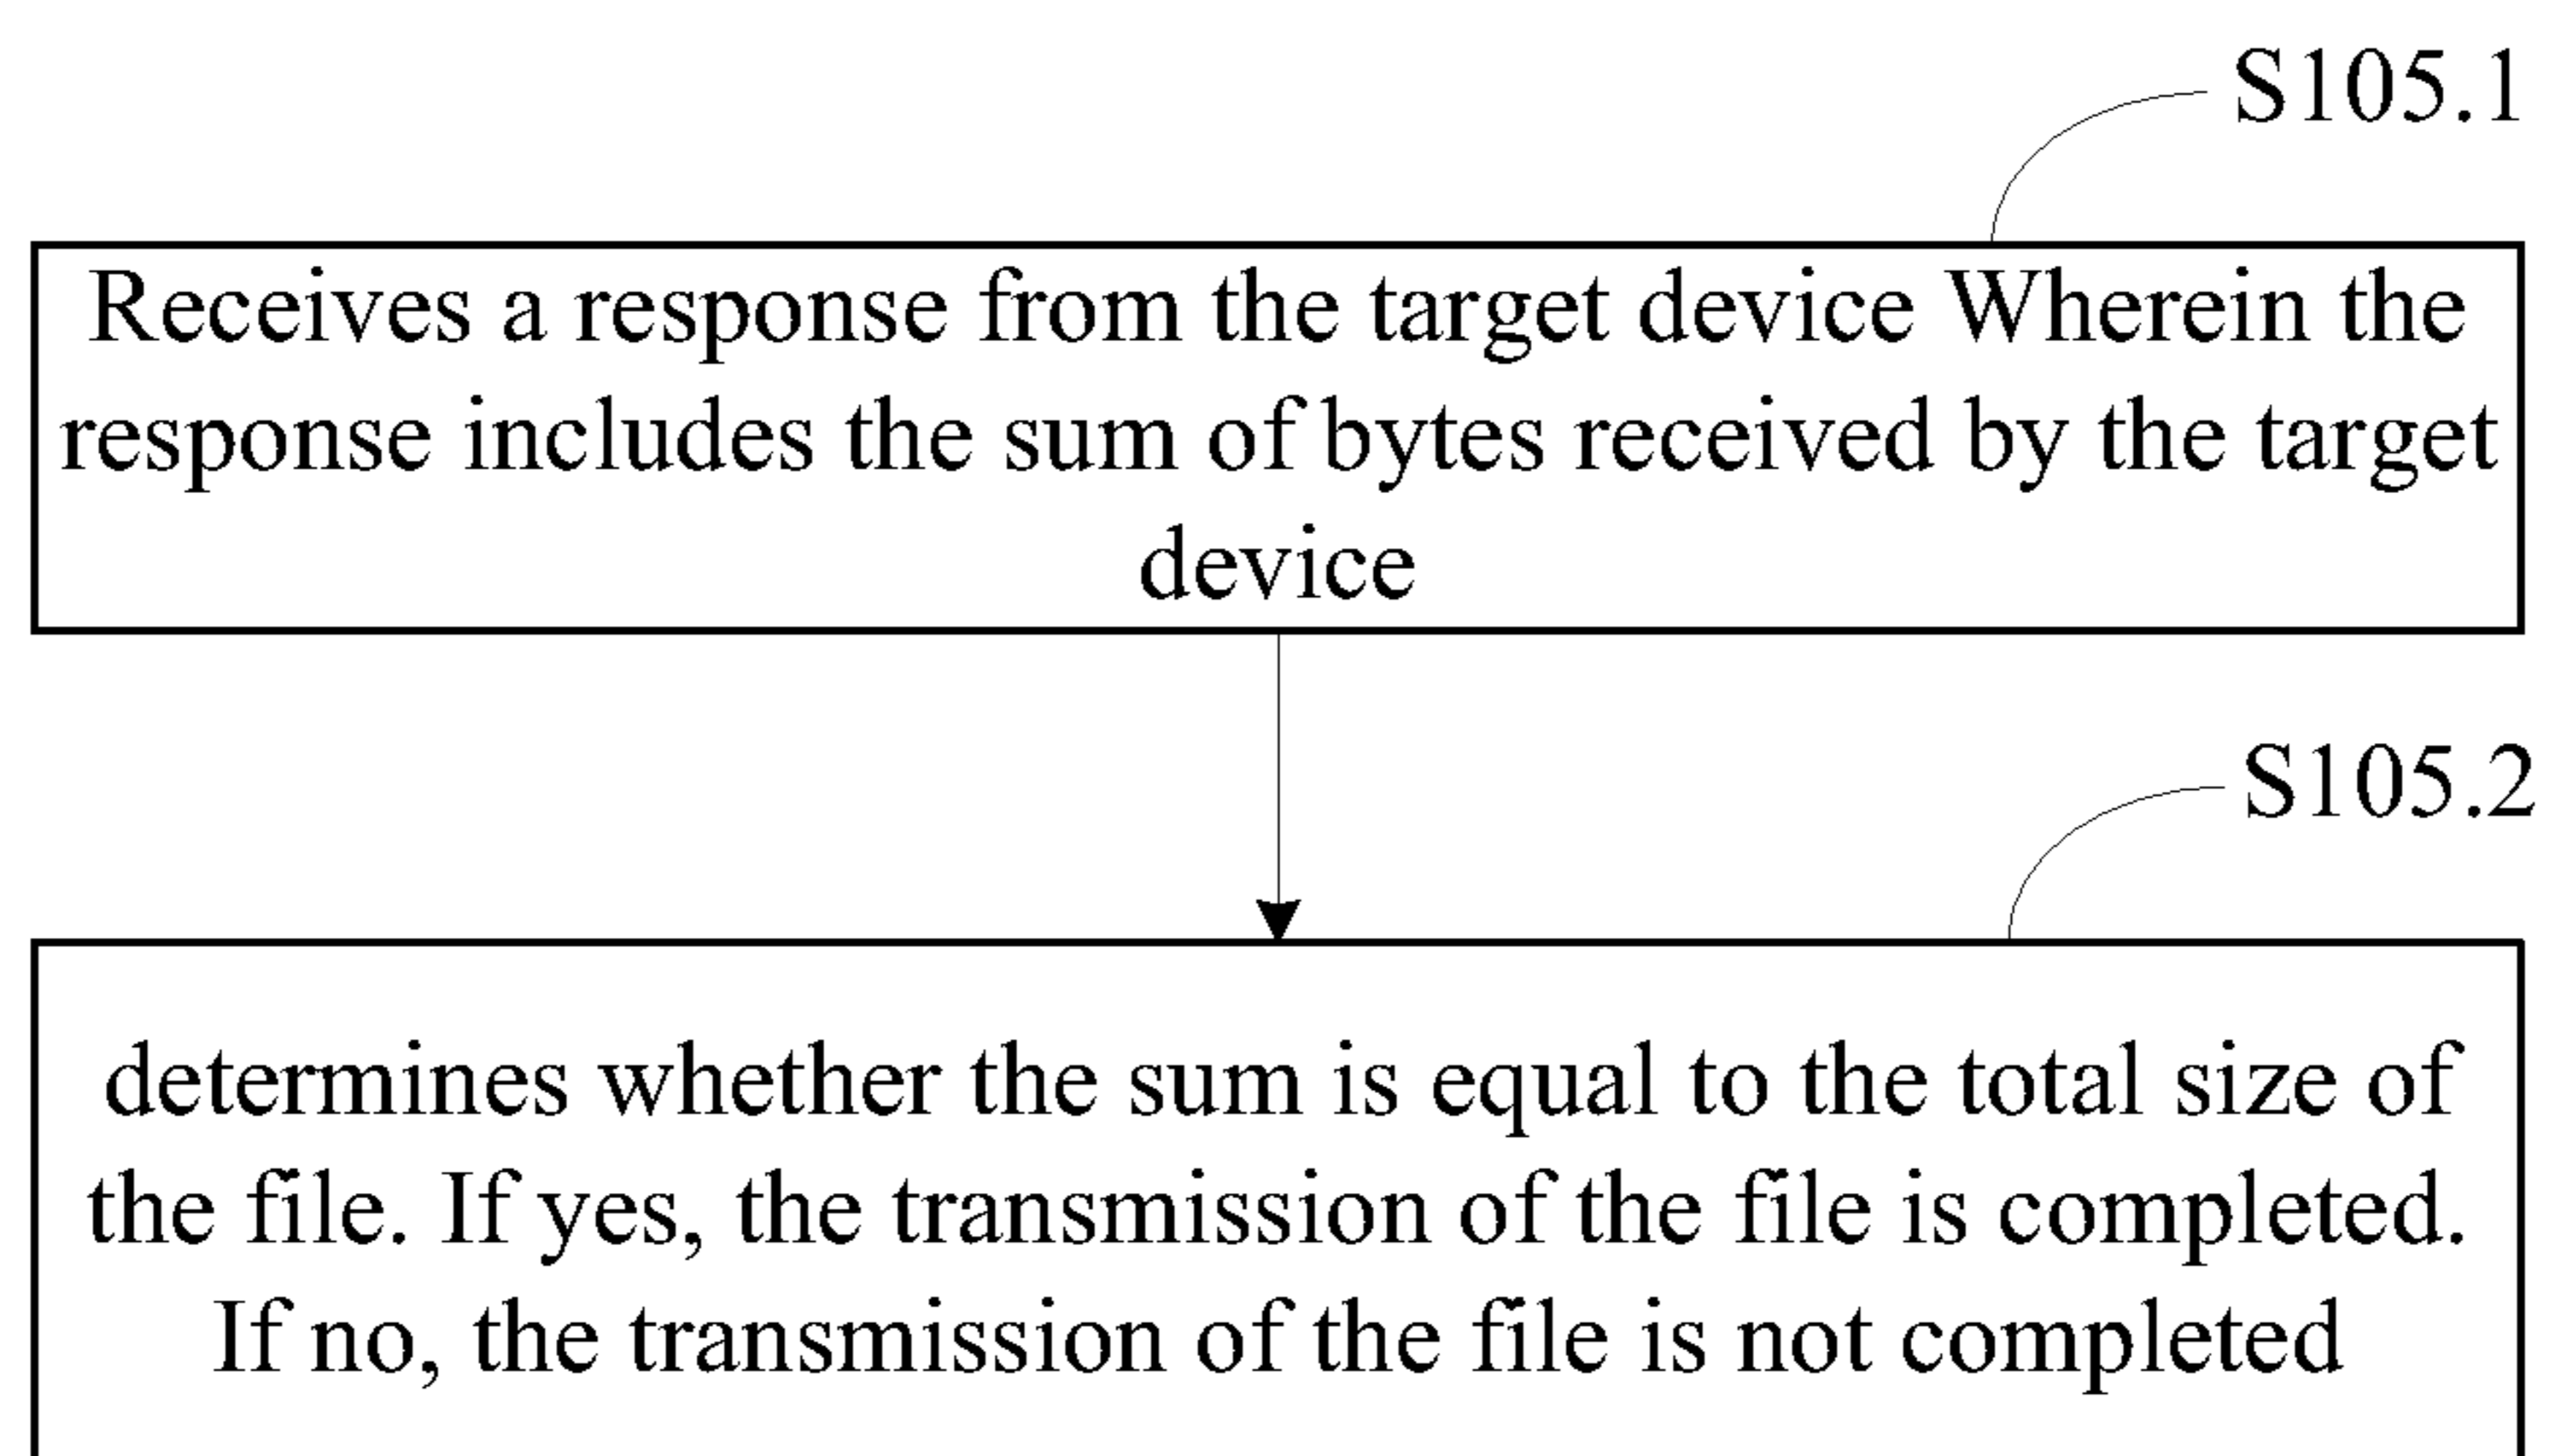 S105.1
Receives a response from the target device Wherein the
response includes the sum of bytes received by the target
device
S105.2
determines whether the sum is equal to the total size of
the file. If yes, the transmission of the file is completed.
If no, the transmission of the file is not completed